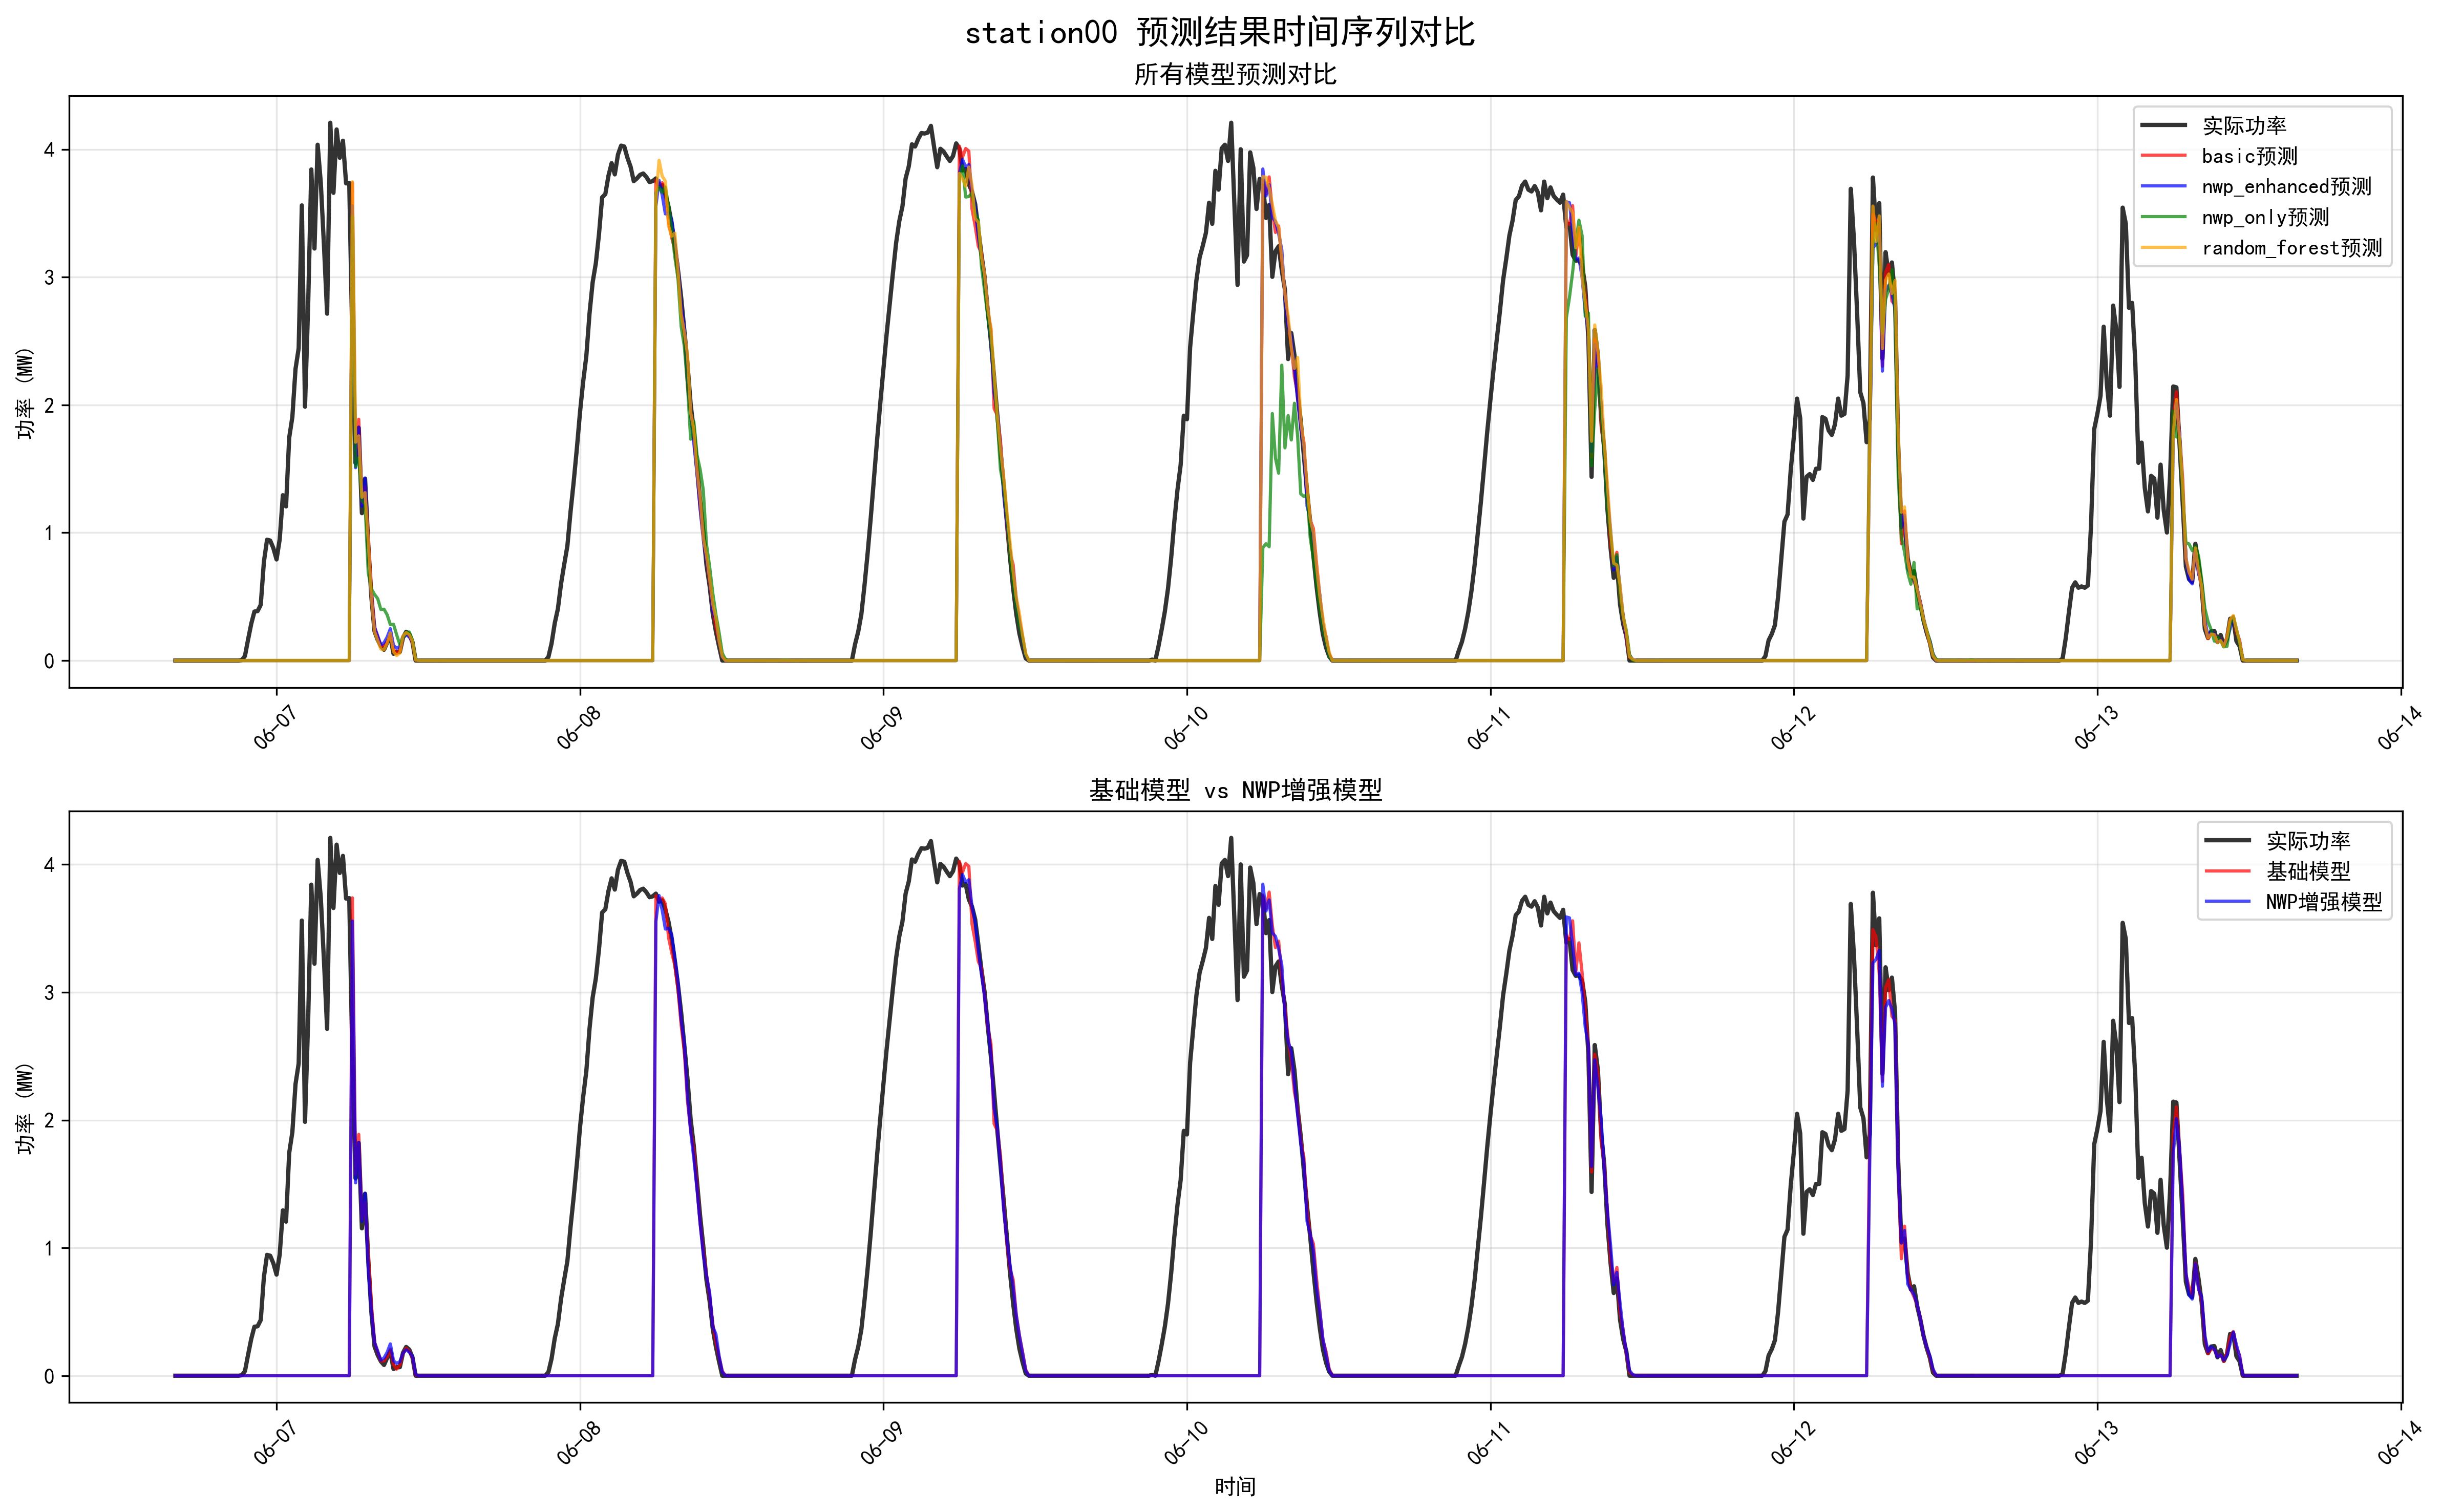 station00 预测结果时间序列对比
所有模型预测对比
功率 (MW)
4
3
2
1
0
实际功率
basic预测
nwp_enhanced预测
nwp_only预测
random_forest预测
06-07
06-08
06-09
06-10
06-11
06-12
06-13
06-14
基础模型 vs NWP增强模型
功率 (MW)
4
3
2
1
0
实际功率
基础模型
NWP增强模型
06-07
06-08
06-09
06-10
06-11
06-12
06-13
06-14
时间